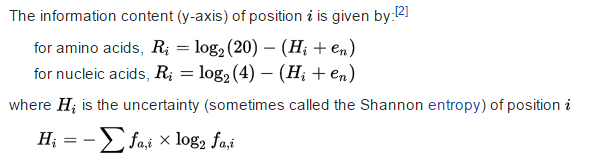 The information content (y-axis) of position i is given by:[2]
for amino acids, Rᵢ = log₂(20) − (Hᵢ + eₙ)
for nucleic acids, Rᵢ = log₂(4) − (Hᵢ + eₙ)
where Hᵢ is the uncertainty (sometimes called the Shannon entropy) of position i
Hᵢ = − ∑ f_{a,i} × log₂ f_{a,i}